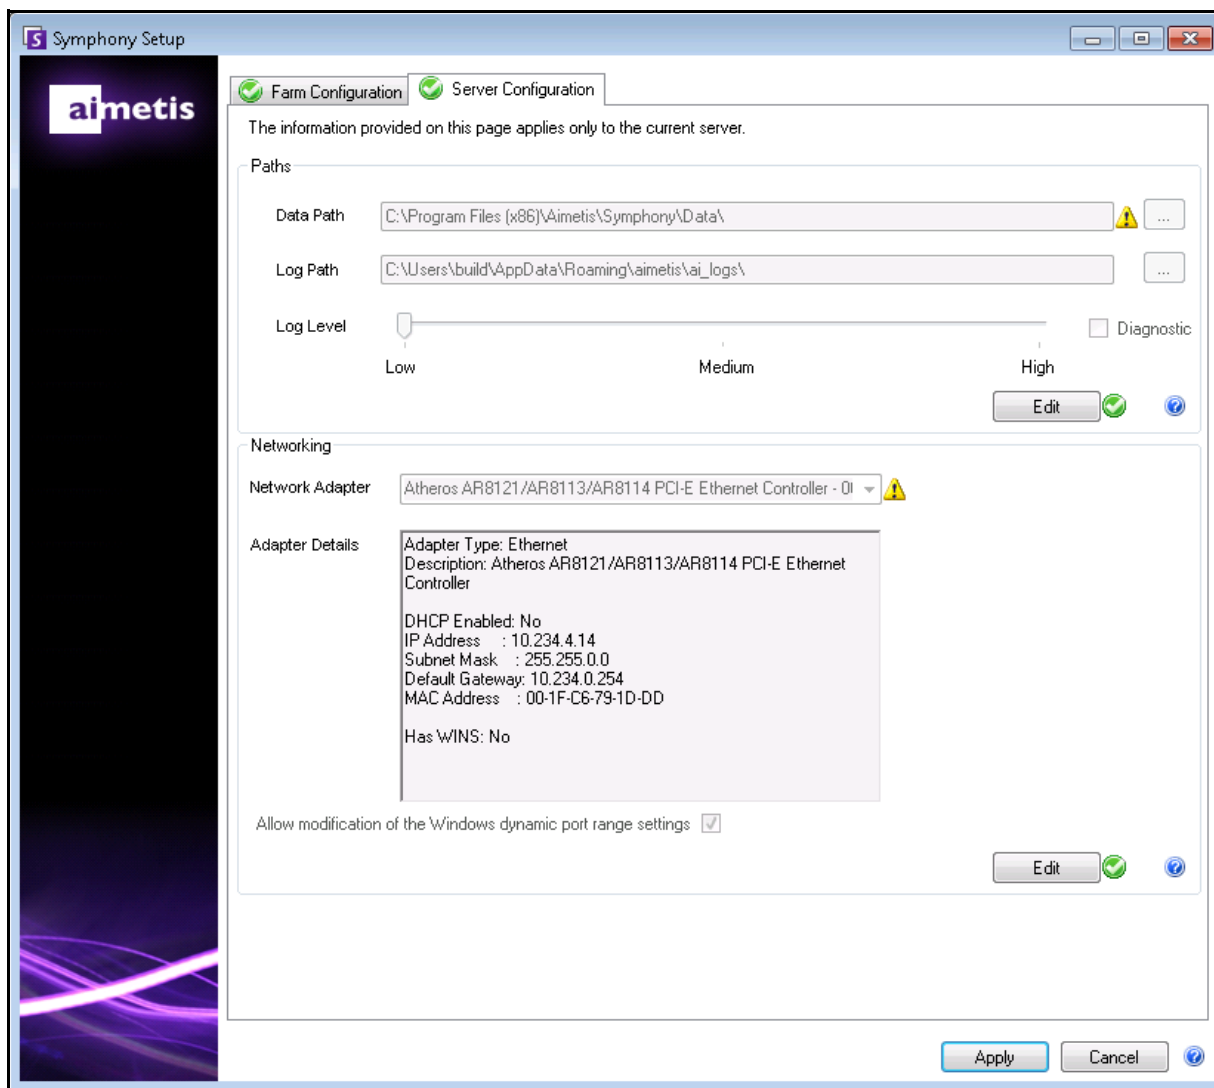 Symphony Setup
aimetis
Farm Configuration
Server Configuration
The information provided on this page applies only to the current server.
Paths
Data Path
C:\Program Files (x86)\Aimetis\Symphony\Data\
...
Log Path
C:\Users\build\AppData\Roaming\aimetis\ai_logs\
...
Log Level
Diagnostic
Low
Medium
High
Edit
Networking
Network Adapter
Atheros AR8121/AR8113/AR8114 PCI-E Ethernet Controller -
Adapter Details
Adapter Type: Ethernet
Description: Atheros AR8121/AR8113/AR8114 PCI-E Ethernet
Controller
DHCP Enabled: No
IP Address : 10.234.4.14
Subnet Mask : 255.255.0.0
Default Gateway: 10.234.0.254
MAC Address : 00-1F-C6-79-1D-DD
Has WINS: No
Allow modification of the Windows dynamic port range settings
Edit
Apply
Cancel